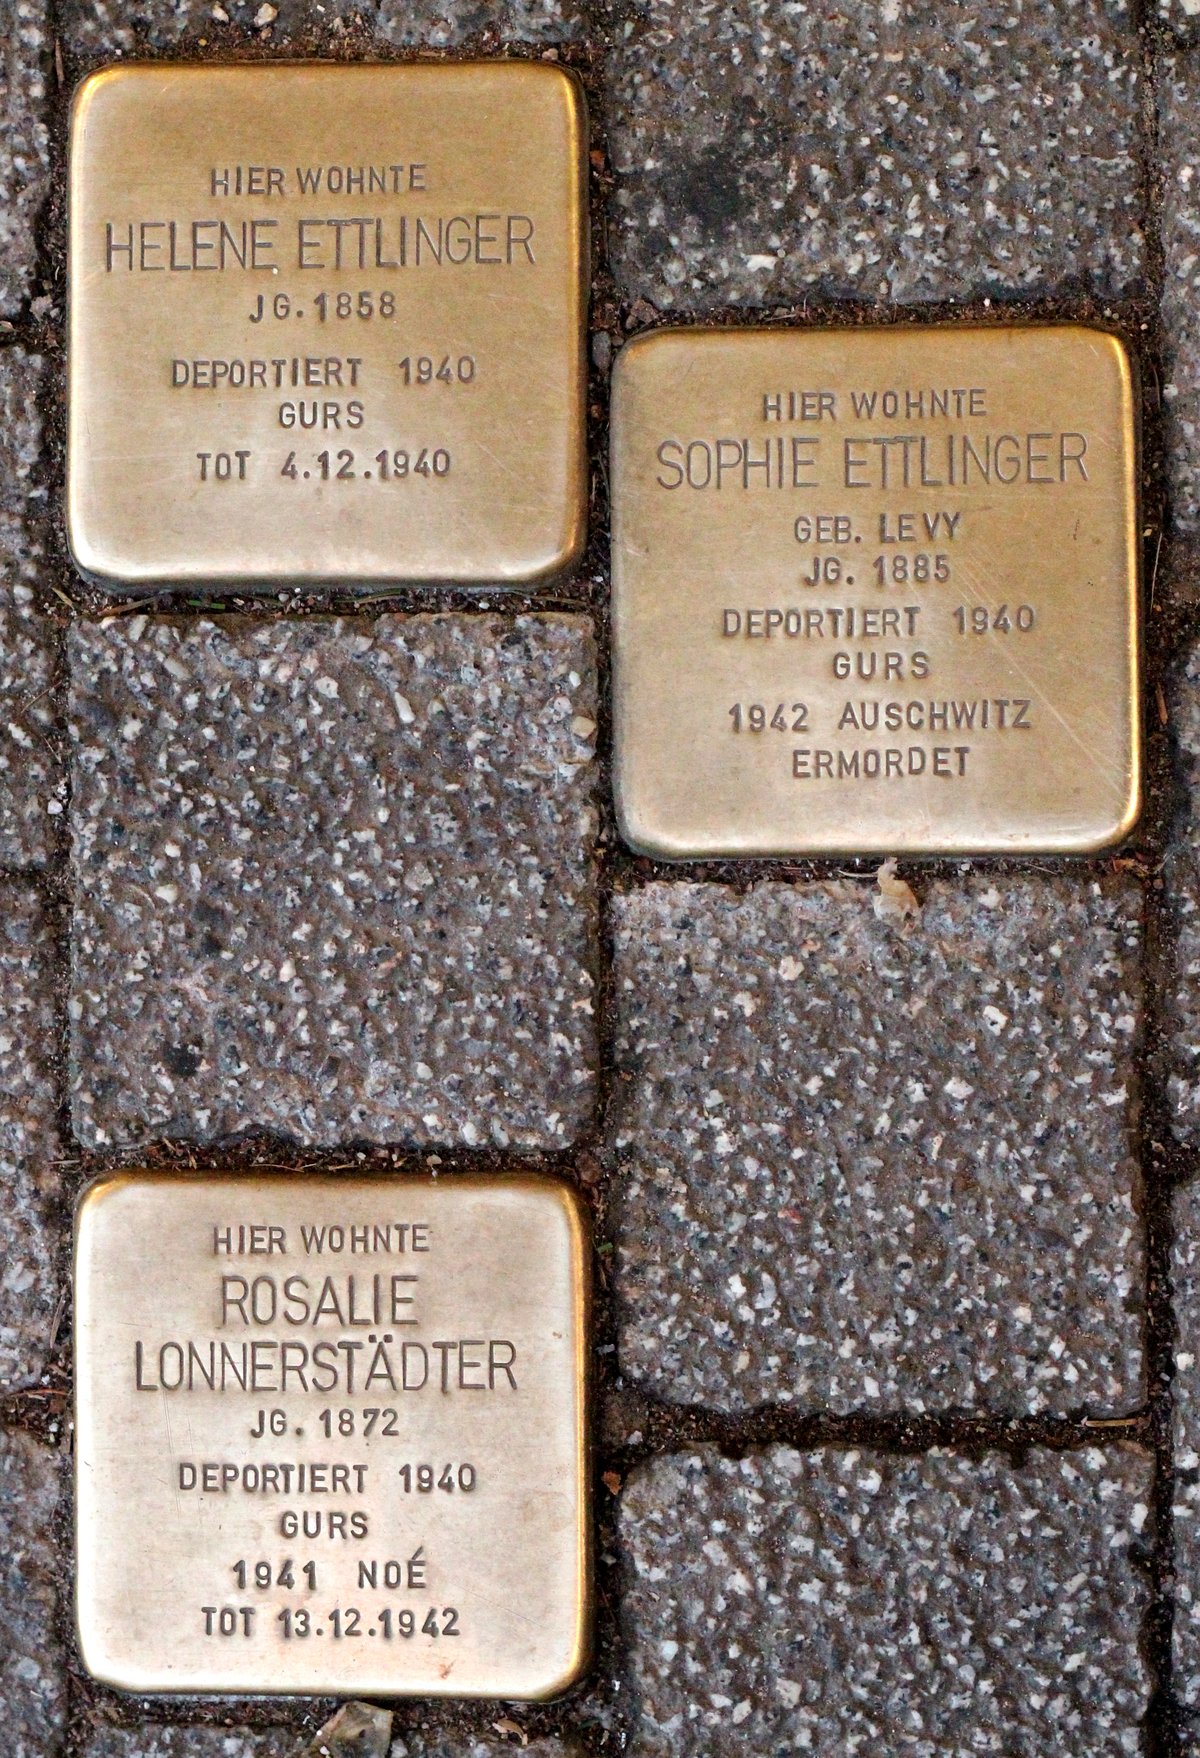 HIER WOHNTE
HELENE ETTLINGER
JG. 1858
DEPORTIERT 1940
GURS
TOT 4.12.1940
HIER WOHNTE
SOPHIE ETTLINGER
GEB. LEVY
JG. 1885
DEPORTIERT 1940
GURS
1942 AUSCHWITZ
ERMORDET
HIER WOHNTE
ROSALIE
LONNERSTÄDTER
JG. 1872
DEPORTIERT 1940
GURS
1941 NOÉ
TOT 13.12.1942